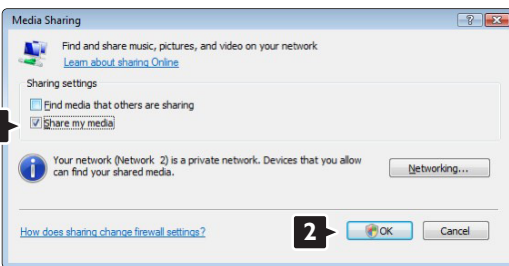 Media Sharing
Find and share music, pictures, and video on your network
Learn about sharing Online
Sharing settings
Find media that others are sharing
Share my media
Your network (Network 2) is a private network. Devices that you allow
can find your shared media.
Networking...
How does sharing change firewall settings?
2
OK
Cancel